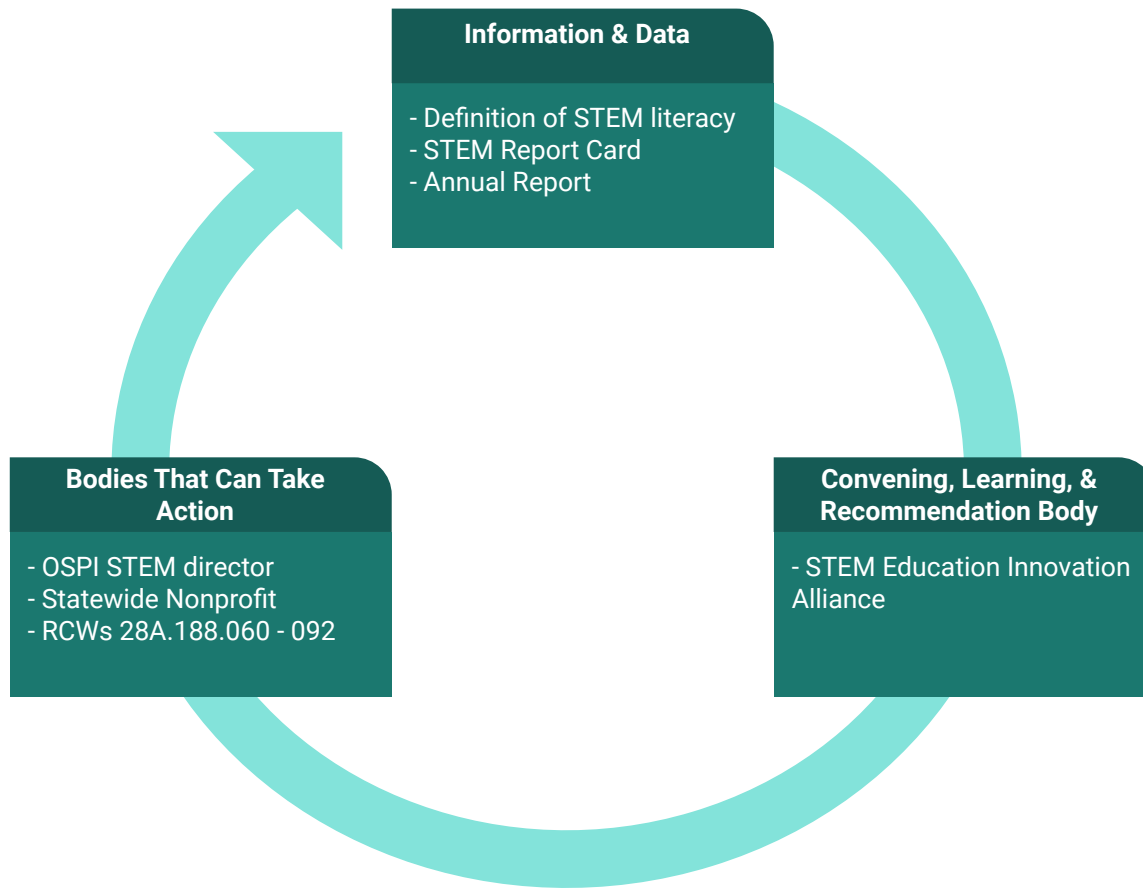 Information & Data
- Definition of STEM literacy
- STEM Report Card
- Annual Report
Bodies That Can Take
Action
- OSPI STEM director
- Statewide Nonprofit
- RCWs 28A.188.060 - 092
Convening, Learning, &
Recommendation Body
- STEM Education Innovation
Alliance